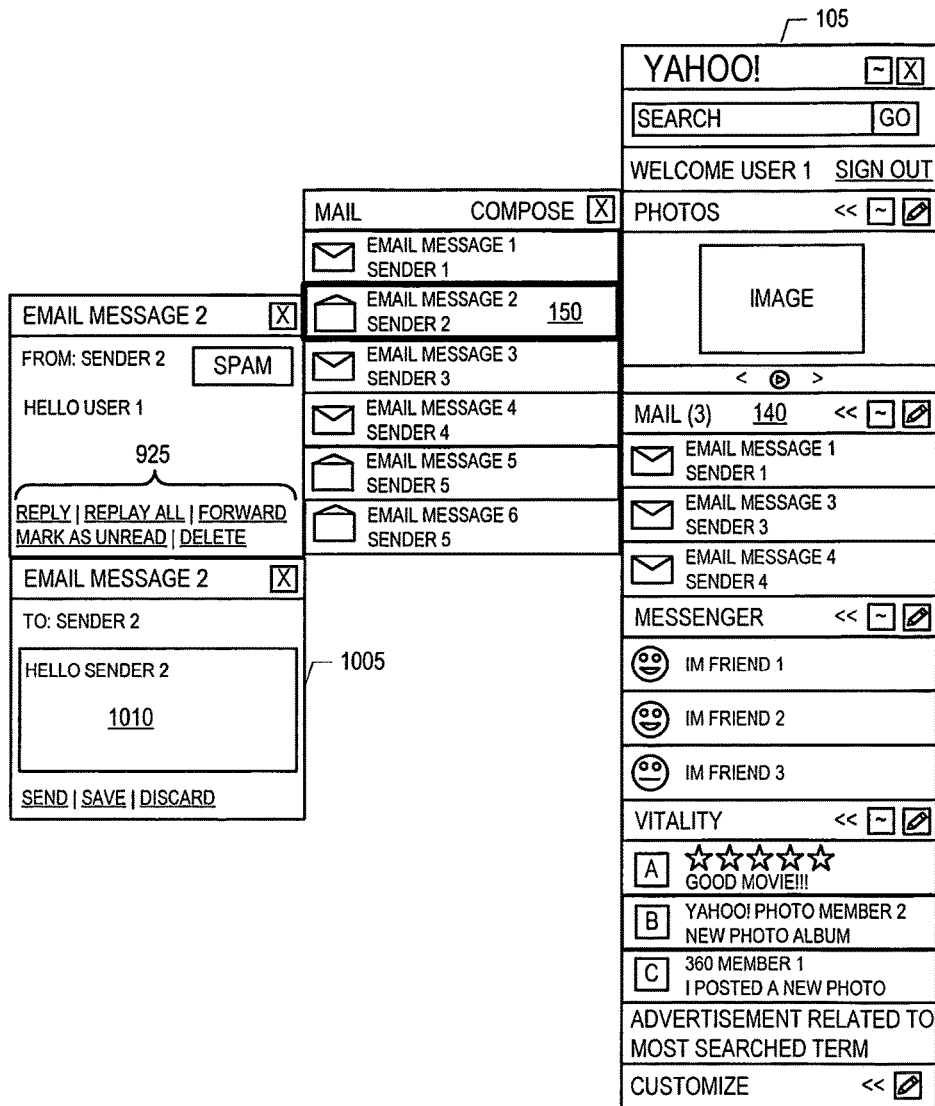 105
YAHOO! ~ X
SEARCH GO
WELCOME USER 1 SIGN OUT
PHOTOS << ~
IMAGE
< >
MAIL (3) 140 << ~
EMAIL MESSAGE 1
SENDER 1
EMAIL MESSAGE 3
SENDER 3
EMAIL MESSAGE 4
SENDER 4
MESSENGER << ~
IM FRIEND 1
IM FRIEND 2
IM FRIEND 3
VITALITY << ~
A
GOOD MOVIE!!!
B YAHOO! PHOTO MEMBER 2
NEW PHOTO ALBUM
C 360 MEMBER 1
I POSTED A NEW PHOTO
ADVERTISEMENT RELATED TO
MOST SEARCHED TERM
CUSTOMIZE <<
MAIL COMPOSE X
EMAIL MESSAGE 1
SENDER 1
EMAIL MESSAGE 2
SENDER 2 150
EMAIL MESSAGE 3
SENDER 3
EMAIL MESSAGE 4
SENDER 4
EMAIL MESSAGE 5
SENDER 5
EMAIL MESSAGE 6
SENDER 5
EMAIL MESSAGE 2 X
FROM: SENDER 2 SPAM
HELLO USER 1
925
REPLY | REPLAY ALL | FORWARD
MARK AS UNREAD | DELETE
EMAIL MESSAGE 2 X
TO: SENDER 2
HELLO SENDER 2
1010
1005
SEND | SAVE | DISCARD